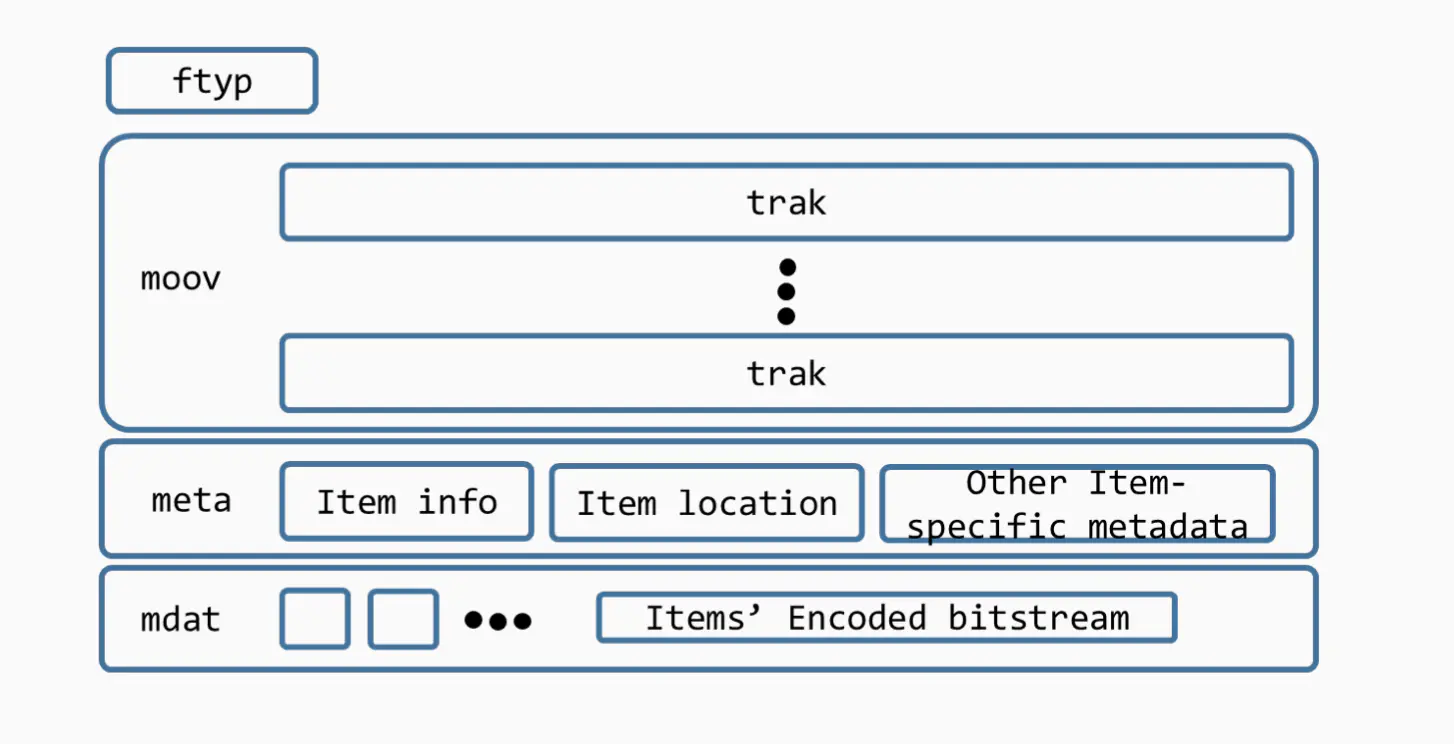 ftyp
trak
moov
trak
meta
Item info
Item location
Other Item-
specific metadata
mdat
Items’ Encoded bitstream